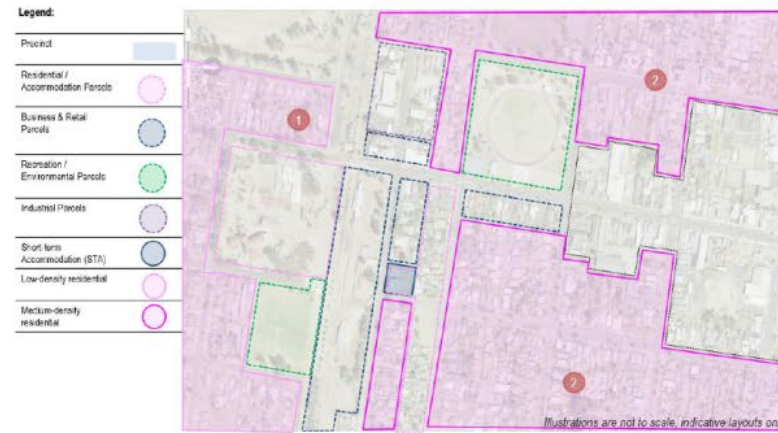 Legend:
Precinct
Residential /
Accommodation Parcels
Business & Retail
Parcels
Recreation /
Environmental Parcels
Industrial Parcels
Short-term
Accommodation (STA)
Low-density residential
Medium-density
residential
1
2
2
Illustrations are not to scale, indicative layouts on